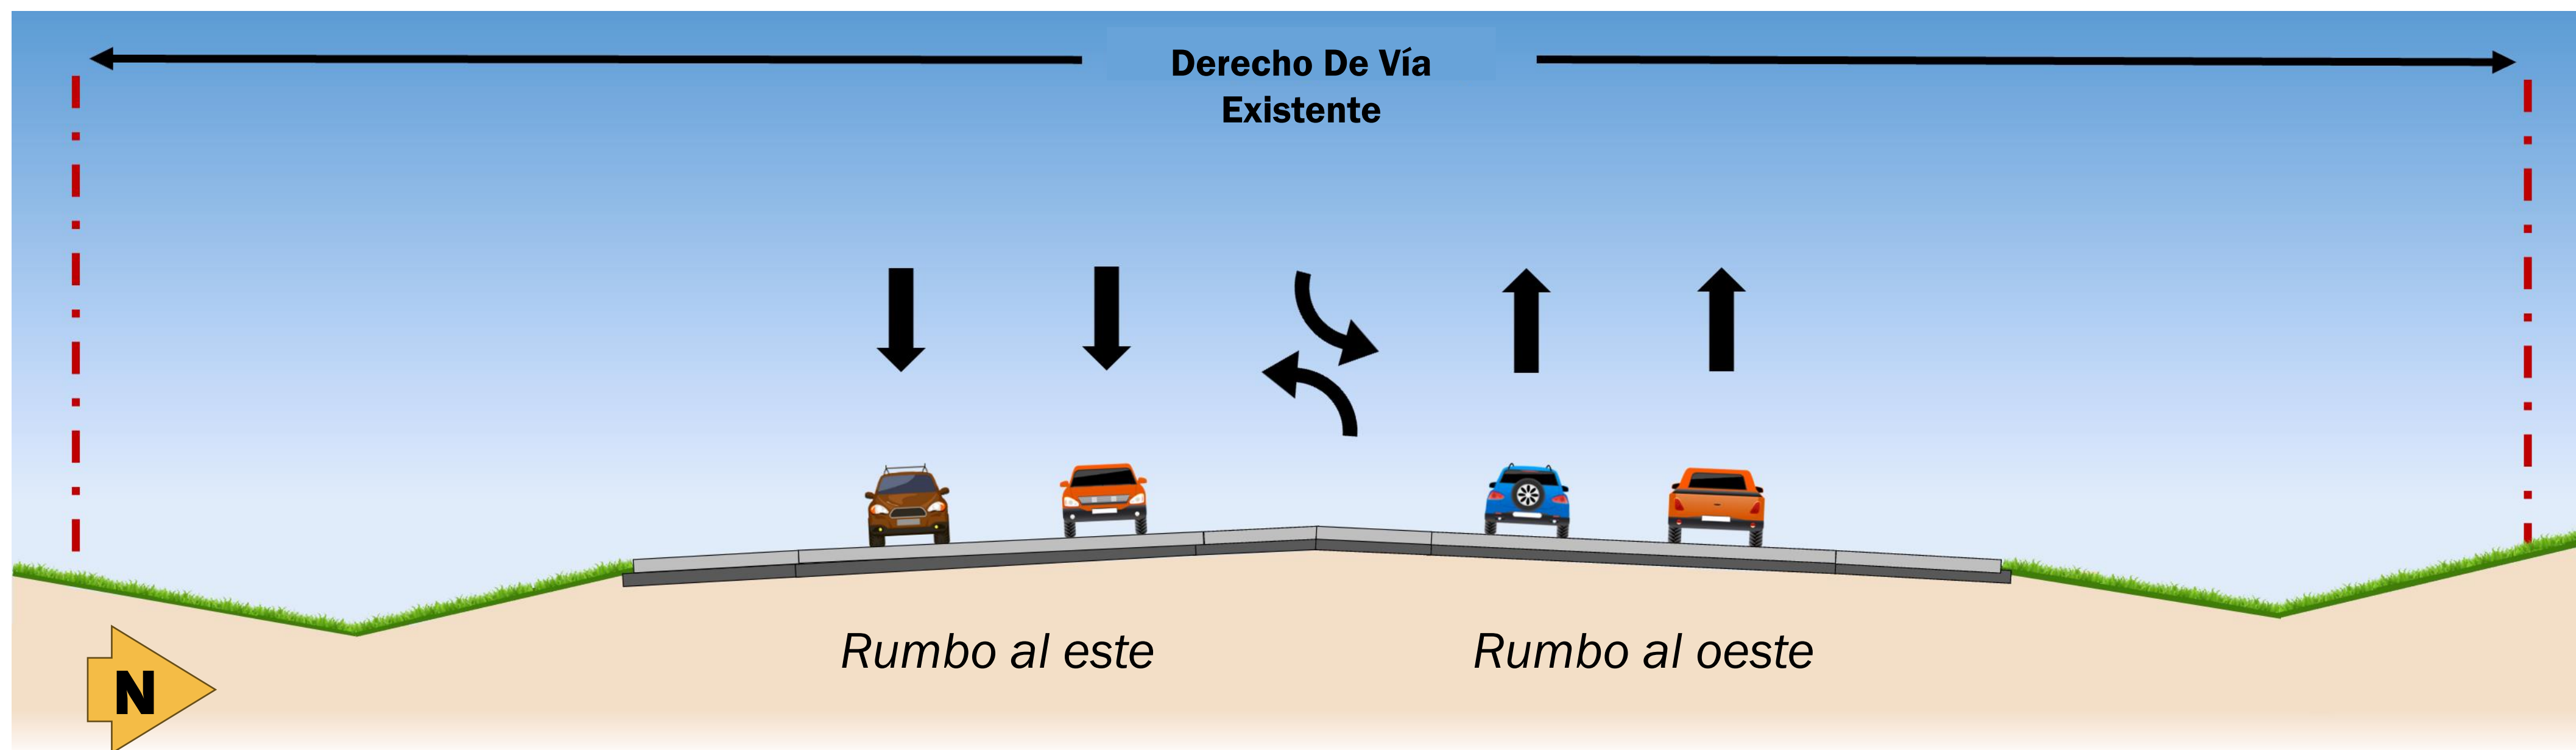 Derecho De Vía
Existente
Rumbo al este
Rumbo al oeste
N